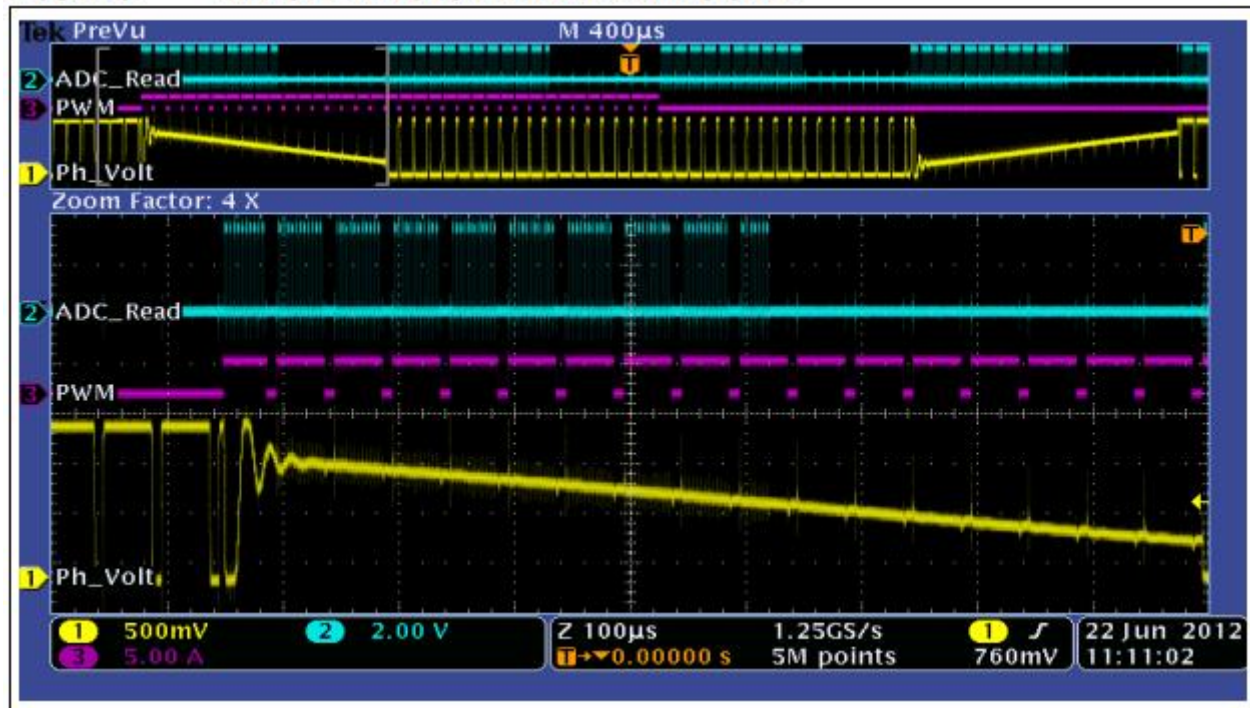 Tek PreVu M 400µs
T
2 ADC_Read
3 PWM
1 Ph_Volt
Zoom Factor: 4 X
T
2 ADC_Read
3 PWM
1 Ph_Volt
1 500mV 2 2.00 V Z 100µs 1.25GS/s 1 ʃ 22 Jun 2012
3 5.00 A T→▼0.00000 s 5M points 760mV 11:11:02